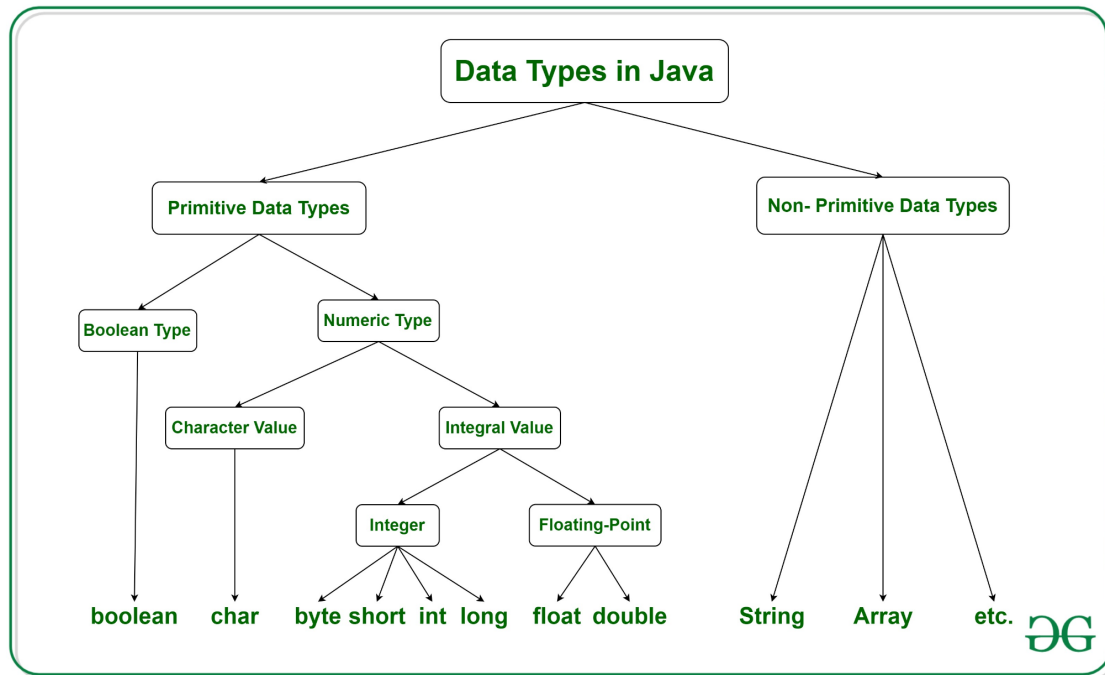 Data Types in Java
Primitive Data Types
Non- Primitive Data Types
Boolean Type
Numeric Type
Character Value
Integral Value
Integer
Floating-Point
boolean
char
byte
short
int
long
float
double
String
Array
etc.